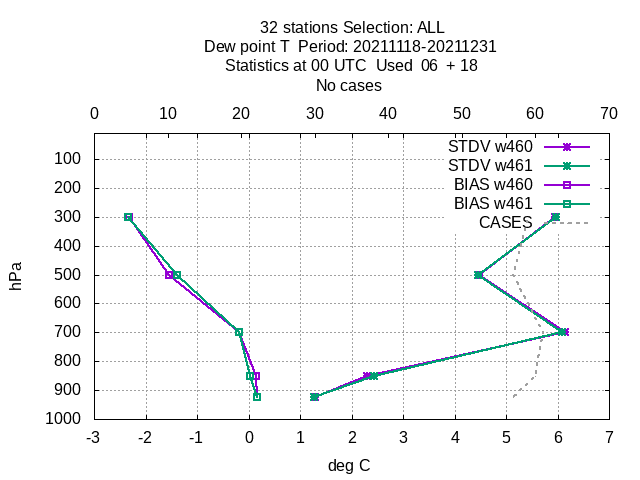 32 stations Selection: ALL
Dew point T  Period: 20211118-20211231
Statistics at 00 UTC  Used  06  + 18
No cases
0 10 20 30 40 50 60 70
STDV w460
STDV w461
BIAS w460
BIAS w461
CASES
hPa
100
200
300
400
500
600
700
800
900
1000
-3 -2 -1 0 1 2 3 4 5 6 7
deg C